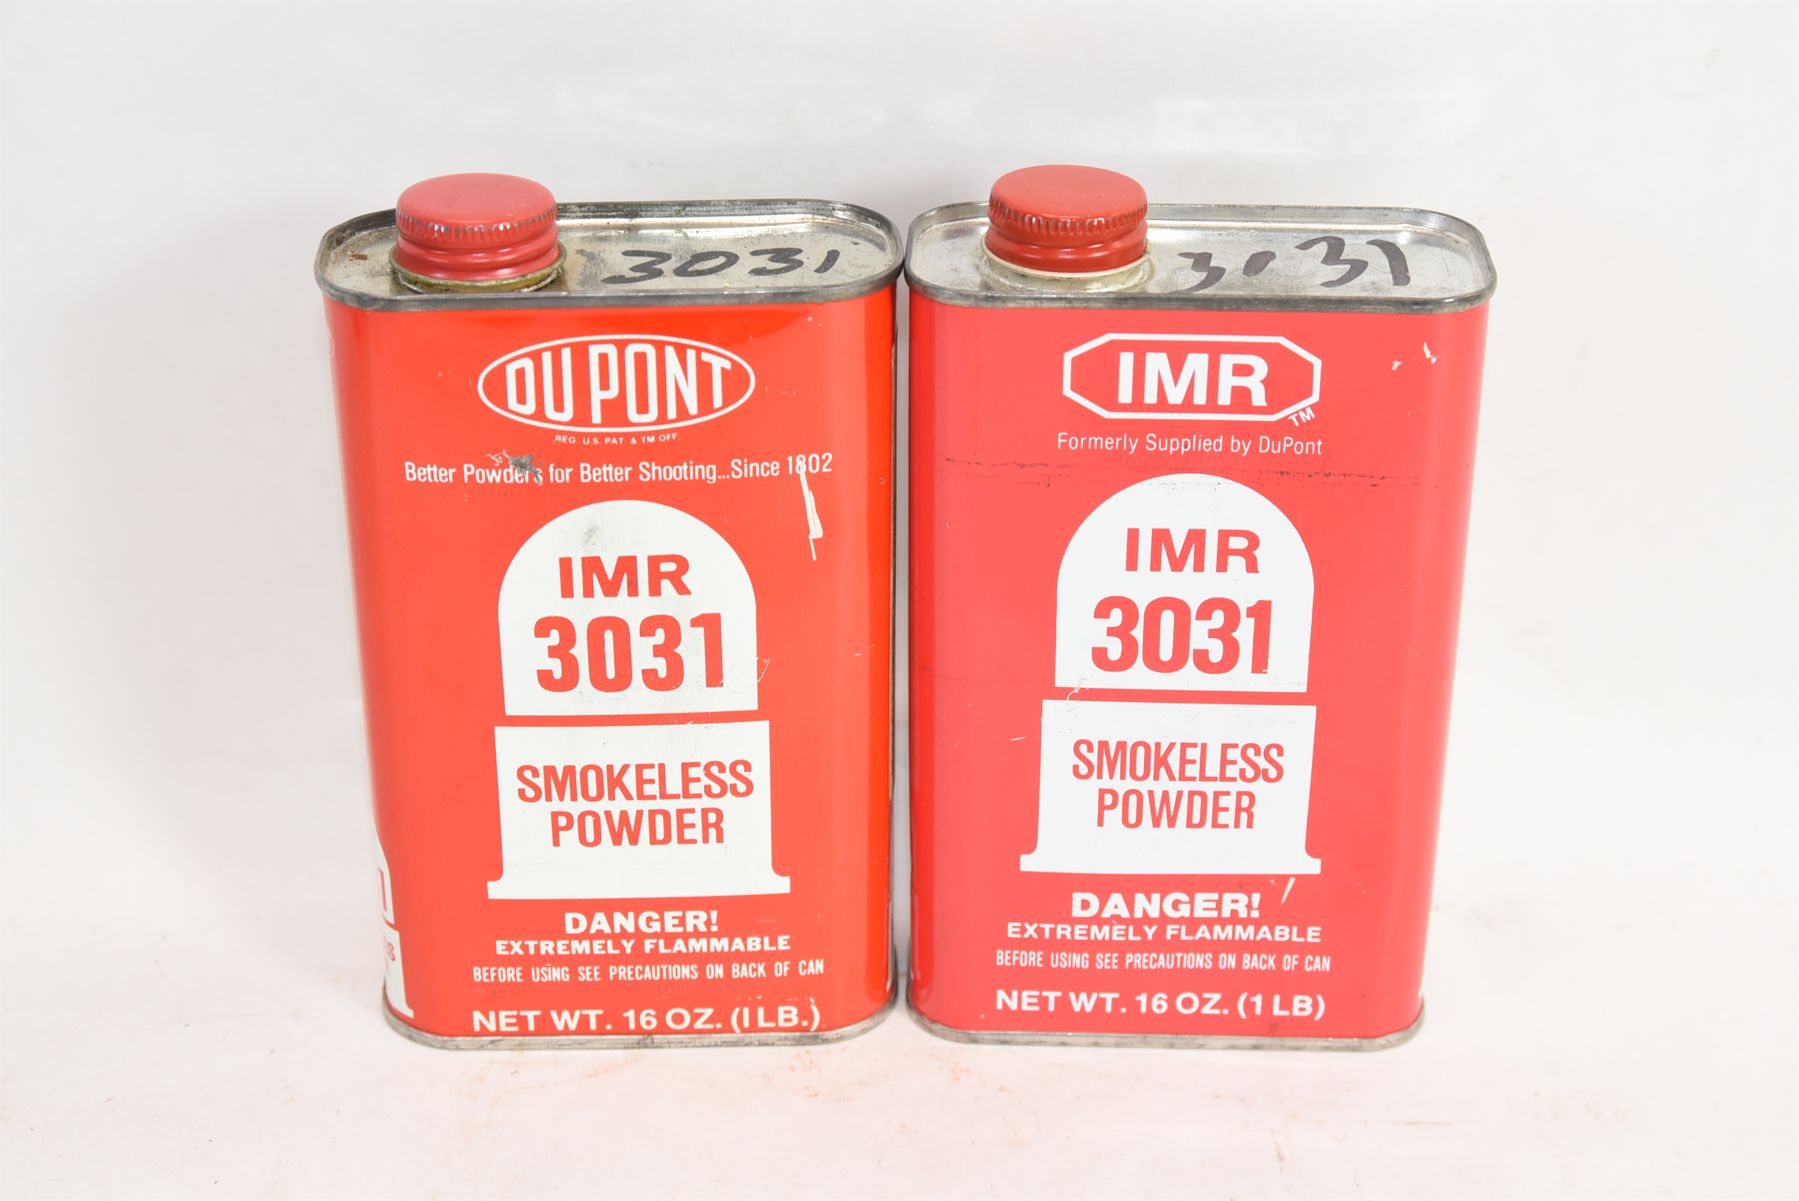 3031
DU PONT
REG. U.S. PAT. & TM OFF.
Better Powders for Better Shooting...Since 1802
IMR
3031
SMOKELESS
POWDER
DANGER!
EXTREMELY FLAMMABLE
BEFORE USING SEE PRECAUTIONS ON BACK OF CAN
NET WT. 16 OZ. (1 LB.)
3031
IMR
TM
Formerly Supplied by DuPont
IMR
3031
SMOKELESS
POWDER
DANGER!
EXTREMELY FLAMMABLE
BEFORE USING SEE PRECAUTIONS ON BACK OF CAN
NET WT. 16 OZ. (1 LB)